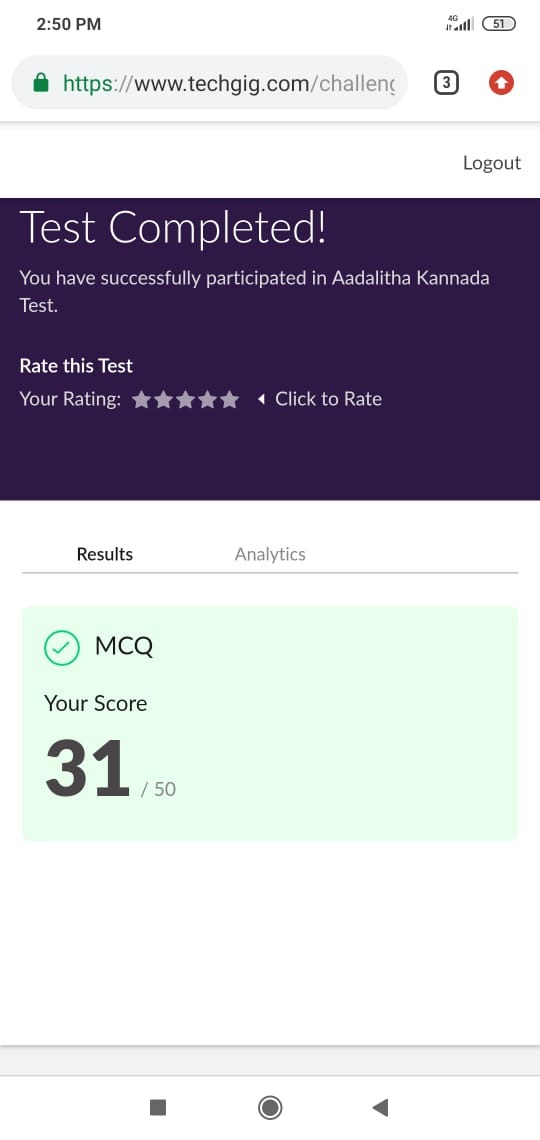 2:50 PM
4G
51
https://www.techgig.com/challeng
3
Logout
Test Completed!
You have successfully participated in Aadalitha Kannada
Test.
Rate this Test
Your Rating:
Click to Rate
Results
Analytics
MCQ
Your Score
31 / 50